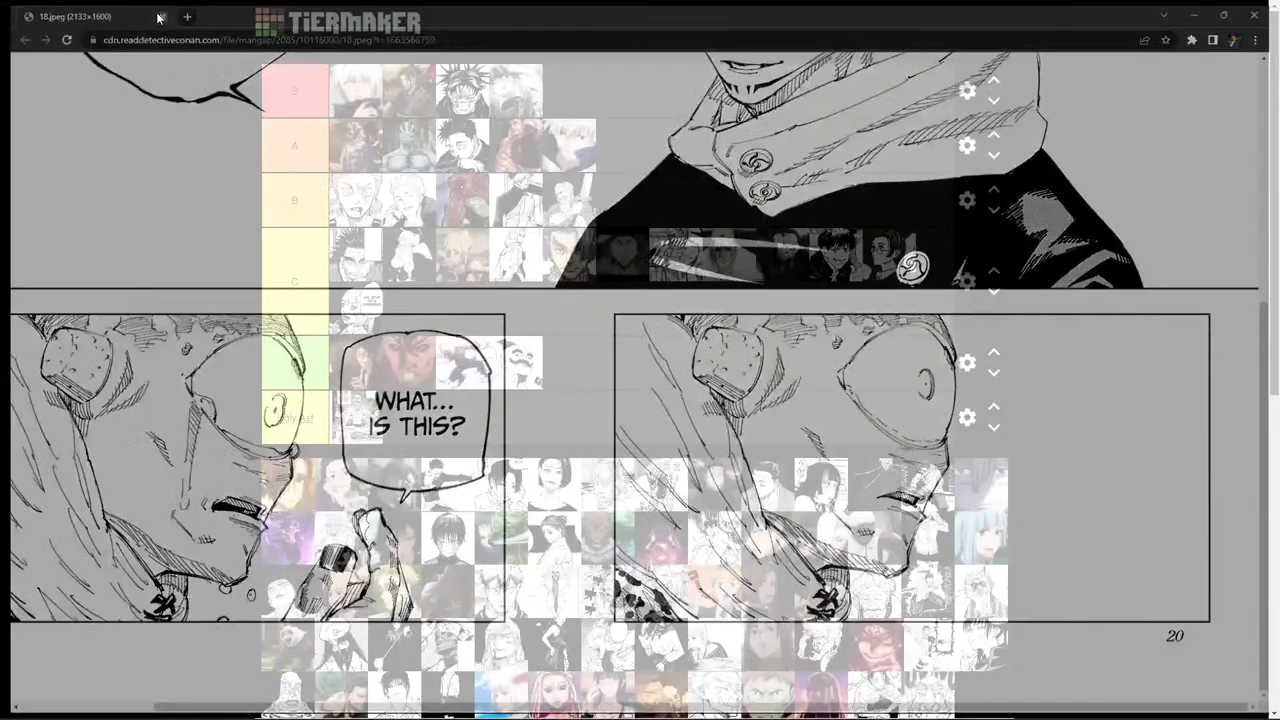 18.jpeg (2133×1600)
TiERMAKER
cdn.readdetectiveconan.com/file/mangap/2085/10116000/18.jpeg?t=1663566759
S
A
B
C
WHAT...
IS THIS?
20